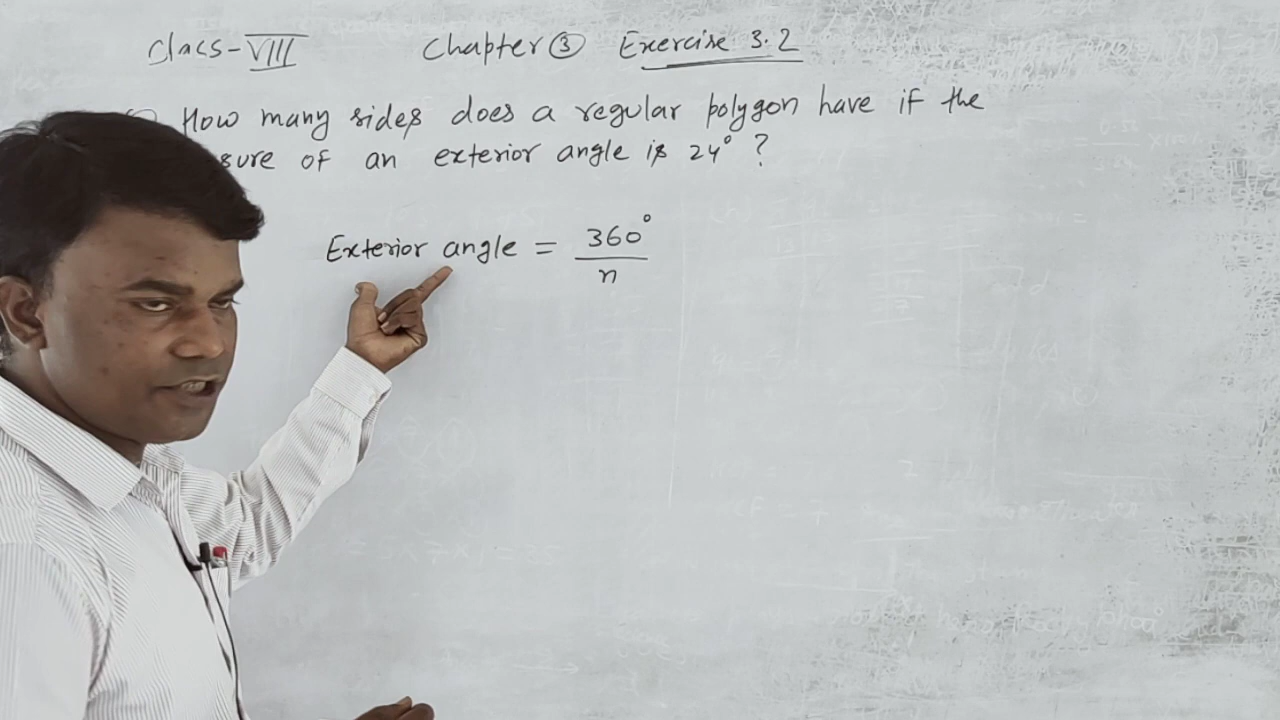 Class-VIII Chapter ③ Exercise 3.2
How many sides does a regular polygon have if the
sure of an exterior angle is 24° ?
Exterior angle = 360°
n